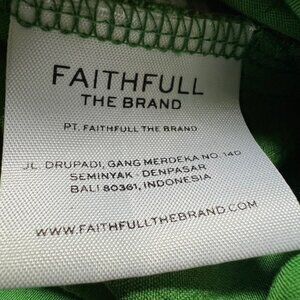 FAITHFULL
THE BRAND
PT. FAITHFULL THE BRAND
JL. DRUPADI, GANG MERDEKA NO. 14D
SEMINYAK - DENPASAR
BALI 80361, INDONESIA
WWW.FAITHFULLTHEBRAND.COM